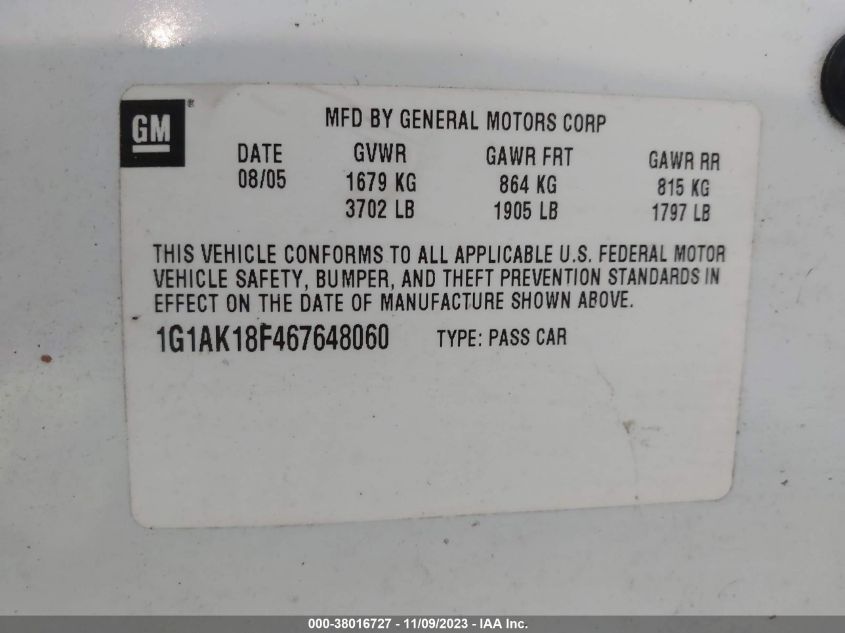 GM®
MFD BY GENERAL MOTORS CORP
DATE GVWR GAWR FRT GAWR RR
08/05 1679 KG 864 KG 815 KG
3702 LB 1905 LB 1797 LB
THIS VEHICLE CONFORMS TO ALL APPLICABLE U.S. FEDERAL MOTOR
VEHICLE SAFETY, BUMPER, AND THEFT PREVENTION STANDARDS IN
EFFECT ON THE DATE OF MANUFACTURE SHOWN ABOVE.
1G1AK18F467648060 TYPE: PASS CAR
000-38016727 - 11/09/2023 - IAA Inc.